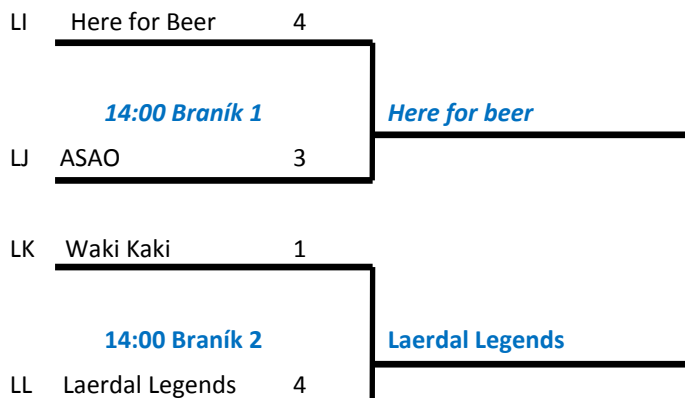 LI Here for Beer 4
14:00 Braník 1 Here for beer
LJ ASAO 3
LK Waki Kaki 1
14:00 Braník 2 Laerdal Legends
LL Laerdal Legends 4